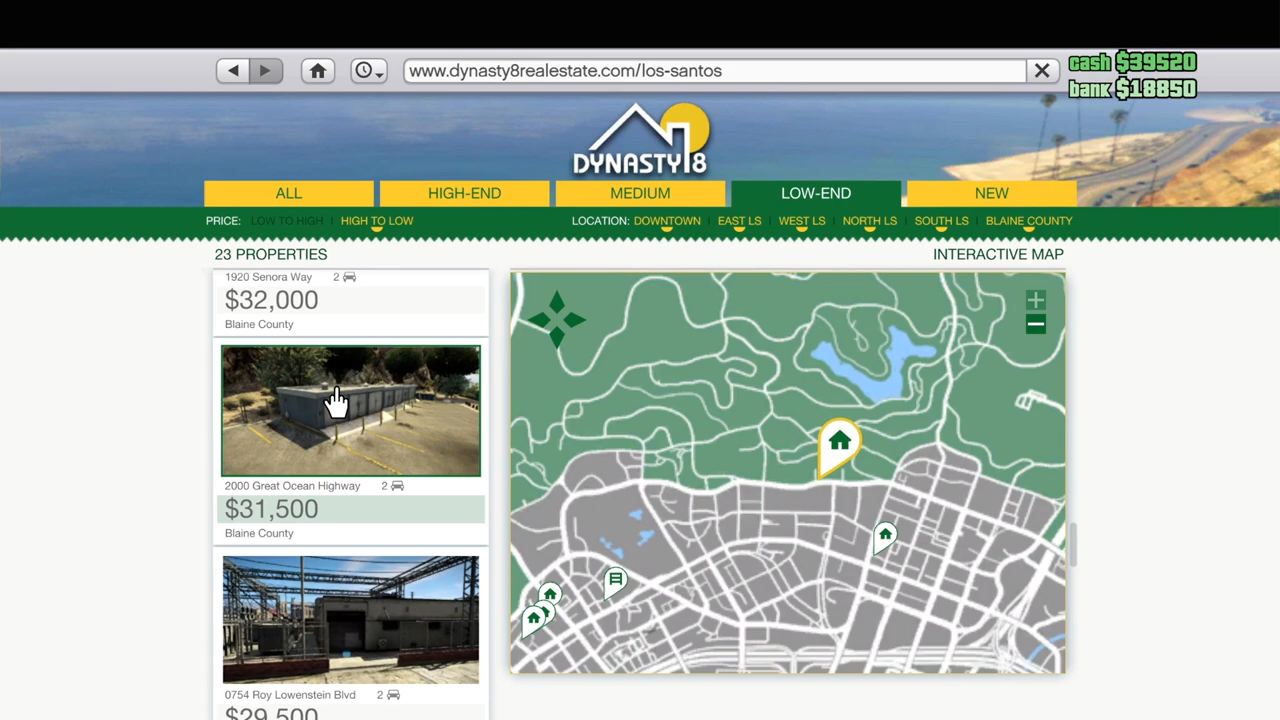 www.dynasty8realestate.com/los-santos
cash $39520
bank $18850
DYNASTY8
ALL
HIGH-END
MEDIUM
LOW-END
NEW
PRICE: LOW TO HIGH | HIGH TO LOW
LOCATION: DOWNTOWN | EAST LS | WEST LS | NORTH LS | SOUTH LS | BLAINE COUNTY
23 PROPERTIES
INTERACTIVE MAP
1920 Senora Way 2
$32,000
Blaine County
2000 Great Ocean Highway 2
$31,500
Blaine County
0754 Roy Lowenstein Blvd 2
$29,500